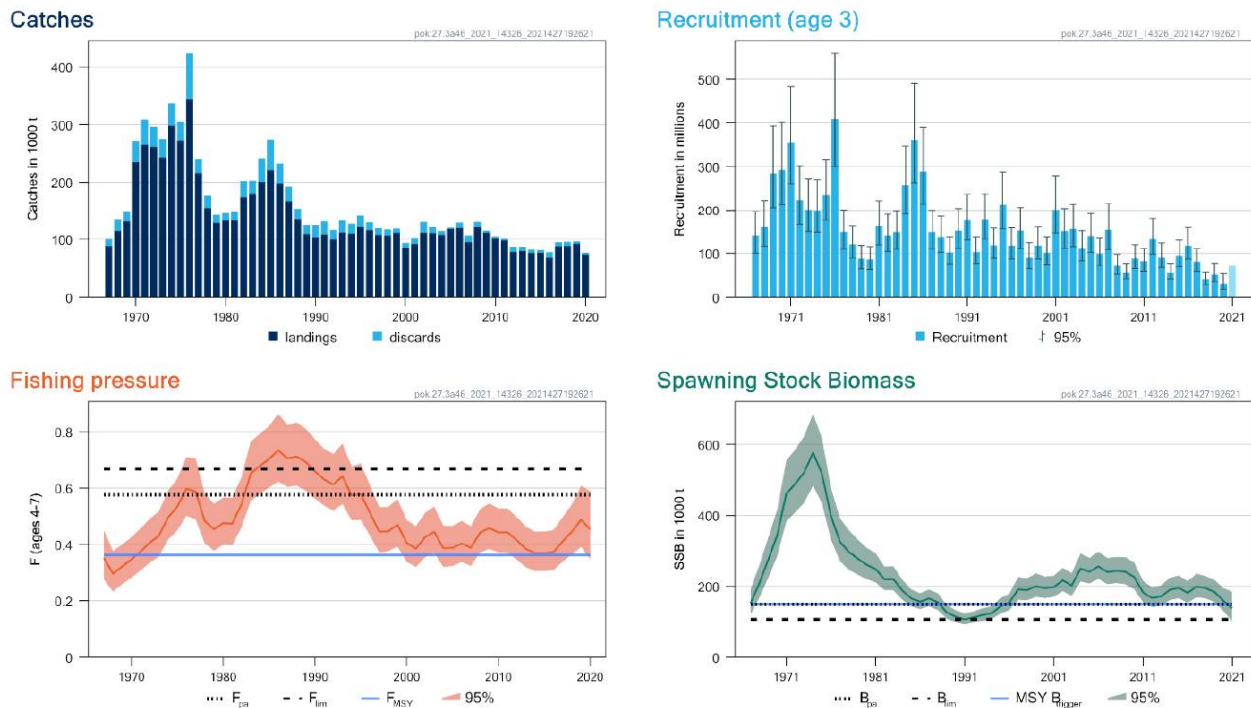 Catches
pok.27.3a46_2021_14326_2021427192621
Catches in 1000 t
400
300
200
100
0
1970
1980
1990
2000
2010
2020
landings
discards
Recruitment (age 3)
pok.27.3a46_2021_14326_2021427192621
Recruitment in millions
500
400
300
200
100
0
1971
1981
1991
2001
2011
2021
Recruitment
95%
Fishing pressure
pok.27.3a46_2021_14326_2021427192621
F (ages 4-7)
0.8
0.6
0.4
0.2
0
1970
1980
1990
2000
2010
2020
Fpa
Flim
FMSY
95%
Spawning Stock Biomass
pok.27.3a46_2021_14326_2021427192621
SSB in 1000 t
600
400
200
0
1971
1981
1991
2001
2011
2021
Bpa
Blim
MSY Btrigger
95%